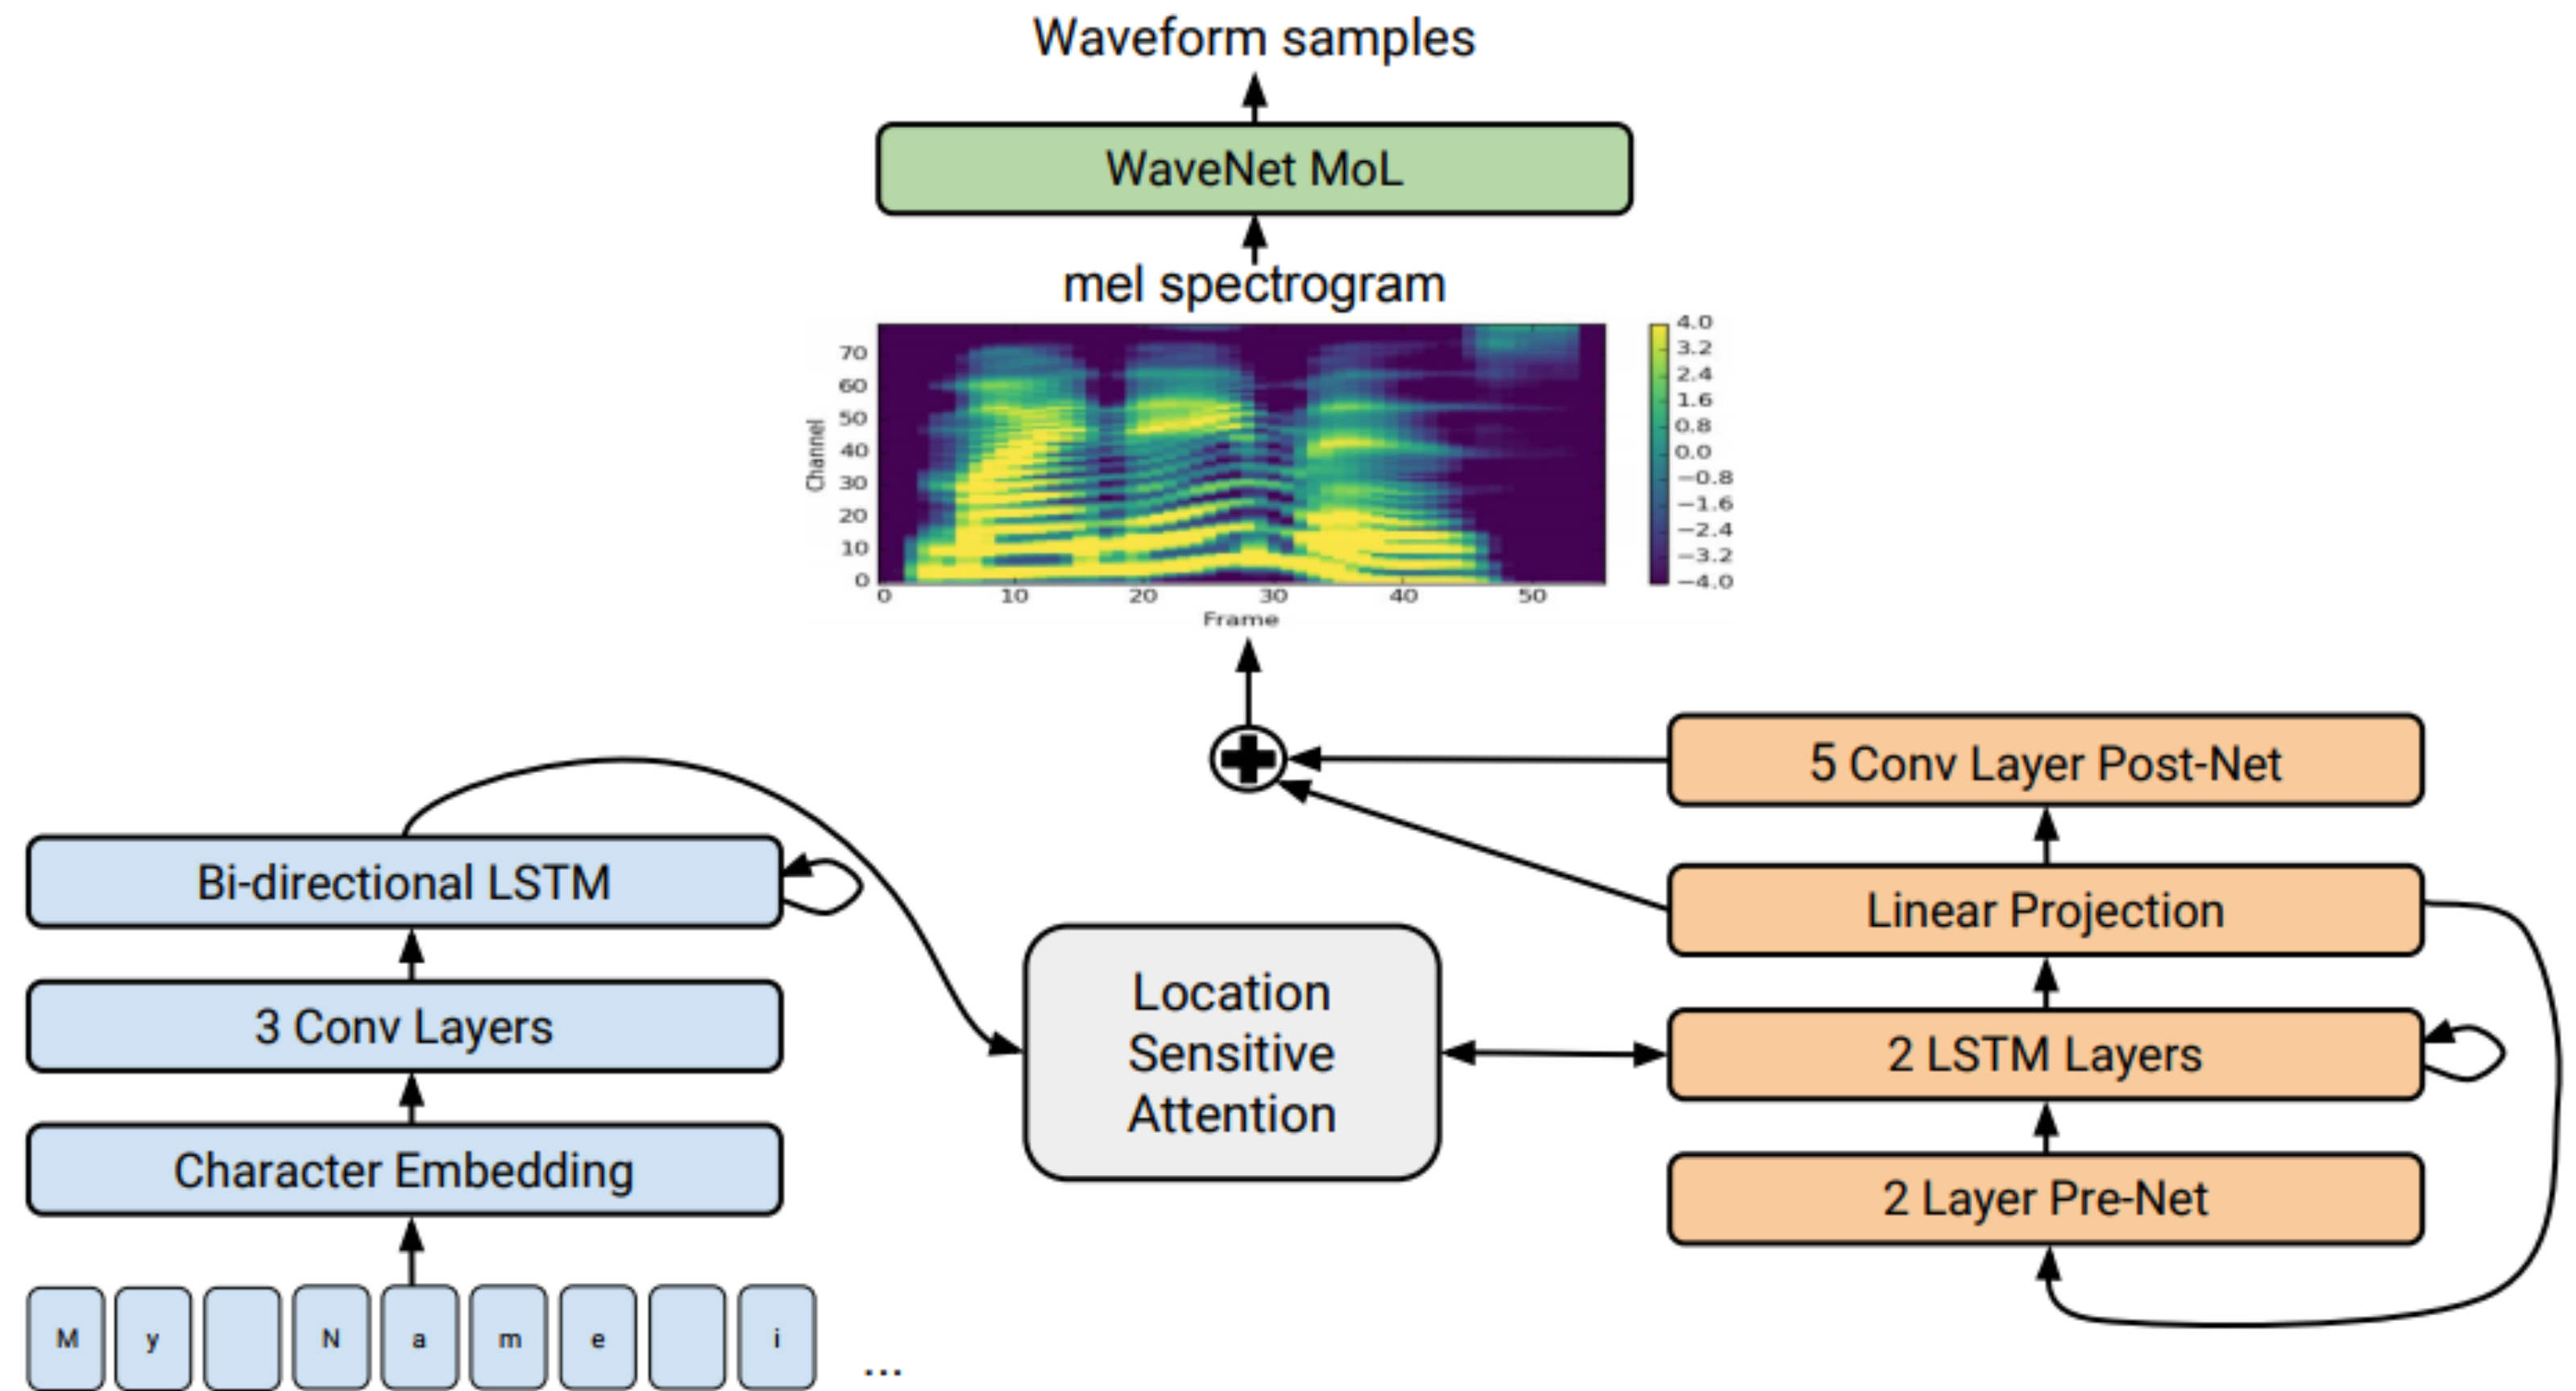 Waveform samples
WaveNet MoL
mel spectrogram
70
60
50
40
30
20
10
0
Channel
0 10 20 30 40 50
Frame
4.0
3.2
2.4
1.6
0.8
0.0
−0.8
−1.6
−2.4
−3.2
−4.0
Bi-directional LSTM
3 Conv Layers
Character Embedding
M y N a m e i ...
Location
Sensitive
Attention
5 Conv Layer Post-Net
Linear Projection
2 LSTM Layers
2 Layer Pre-Net